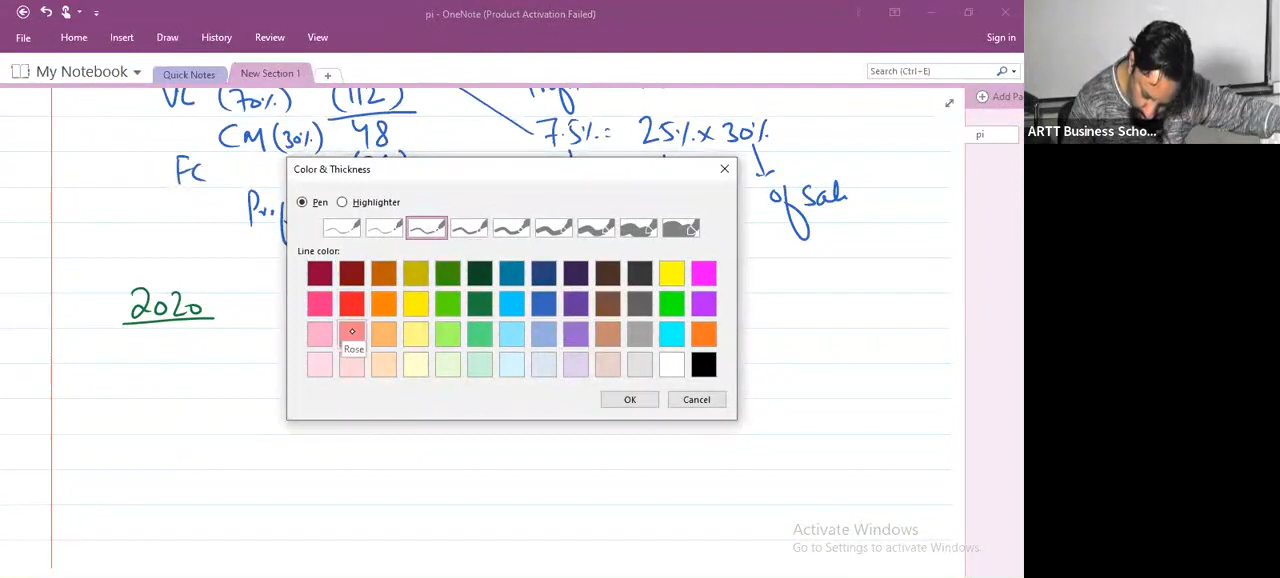 pi - OneNote (Product Activation Failed)
File Home Insert Draw History Review View Sign in
My Notebook Quick Notes New Section 1 + Search (Ctrl+E)
Add Pa
pi
ARTT Business Scho...
VC (70%) (112)
CM (30%) 48 7.5% = 25% x 30%
FC
of Sale
2020
Color & Thickness
Pen Highlighter
Line color:
Rose
OK Cancel
Activate Windows
Go to Settings to activate Windows.